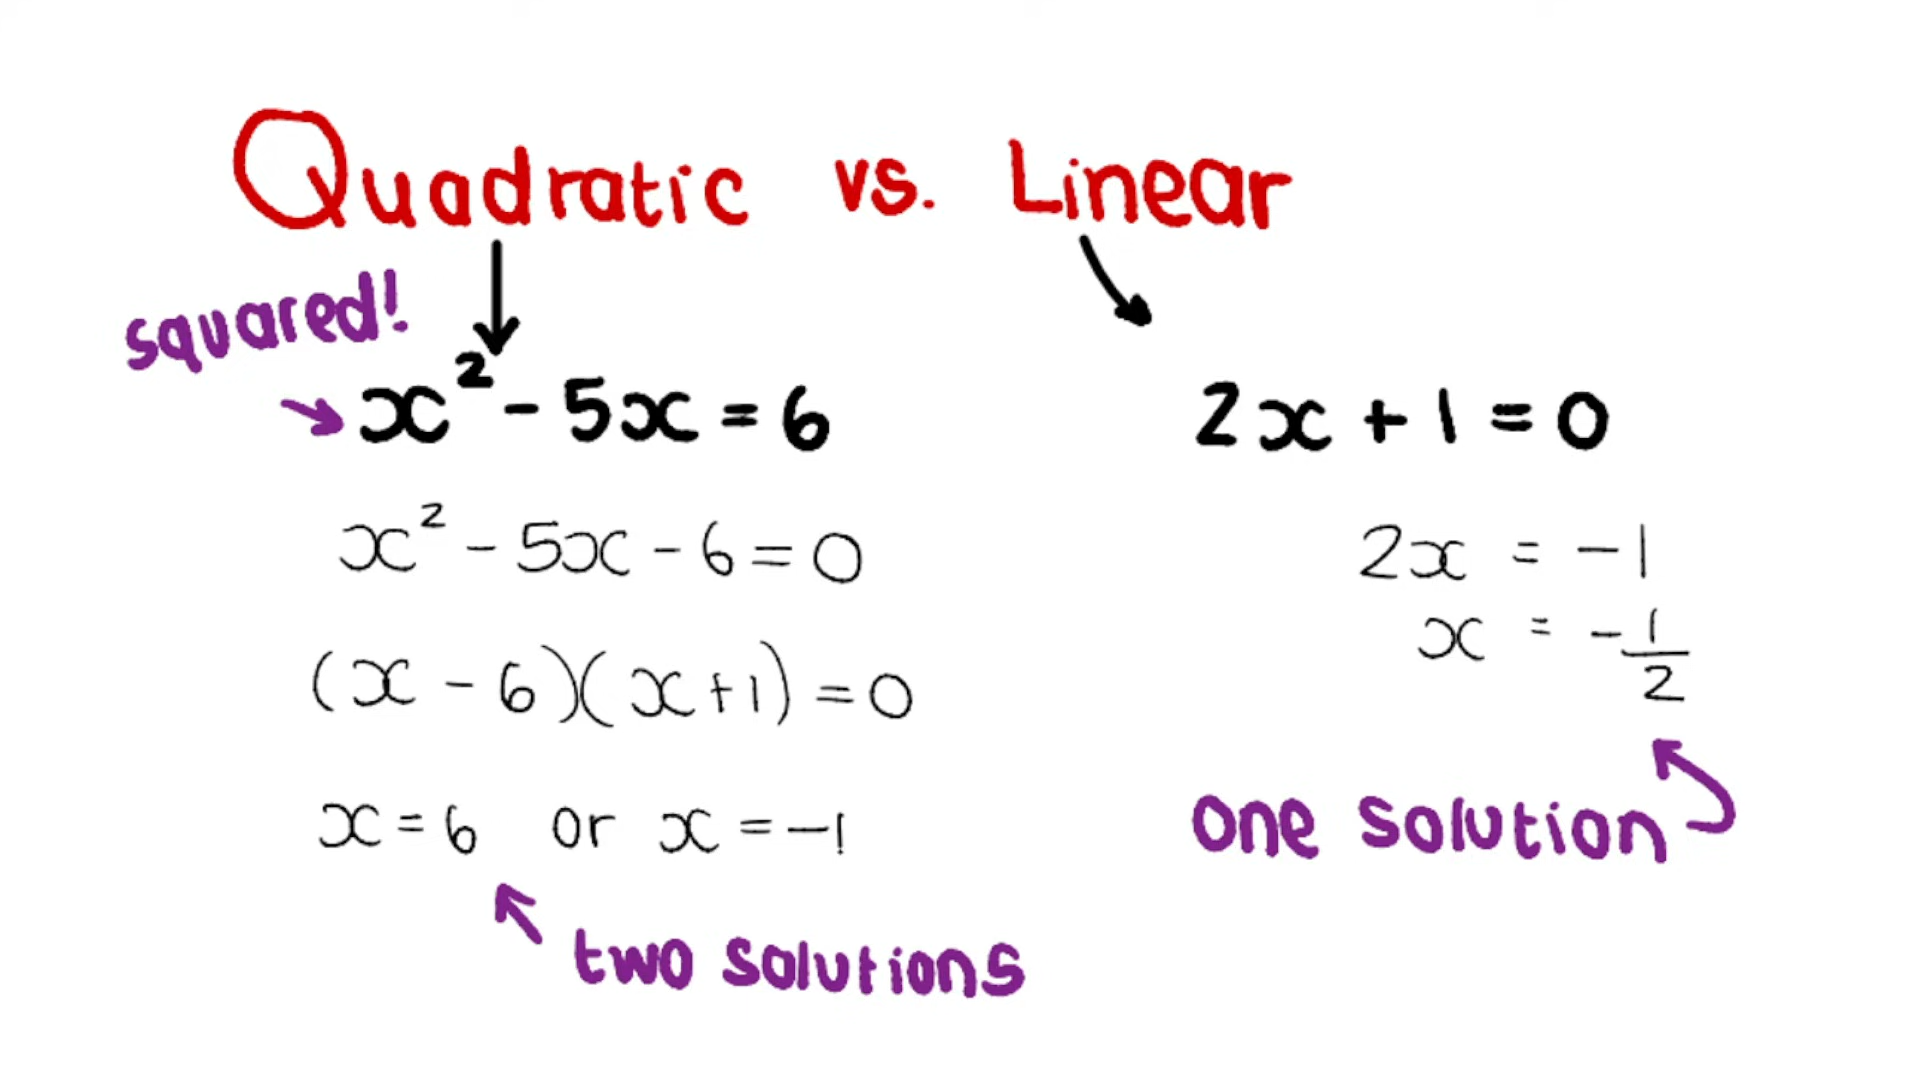 Quadratic vs. Linear
squared!
x² - 5x = 6
x² - 5x - 6 = 0
(x - 6)(x + 1) = 0
x = 6 or x = -1
two solutions
2x + 1 = 0
2x = -1
x = -1/2
one solution